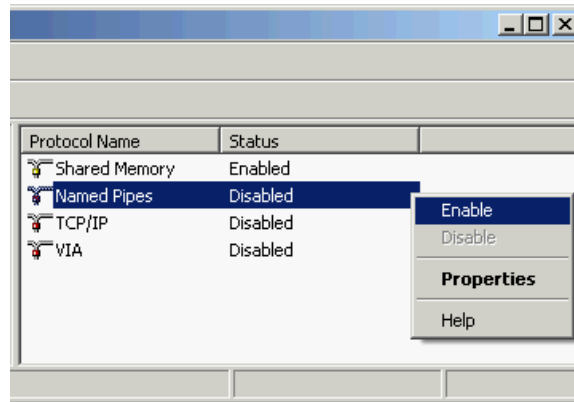 Protocol Name Status
Shared Memory Enabled
Named Pipes Disabled
TCP/IP Disabled
VIA Disabled
Enable
Disable
Properties
Help